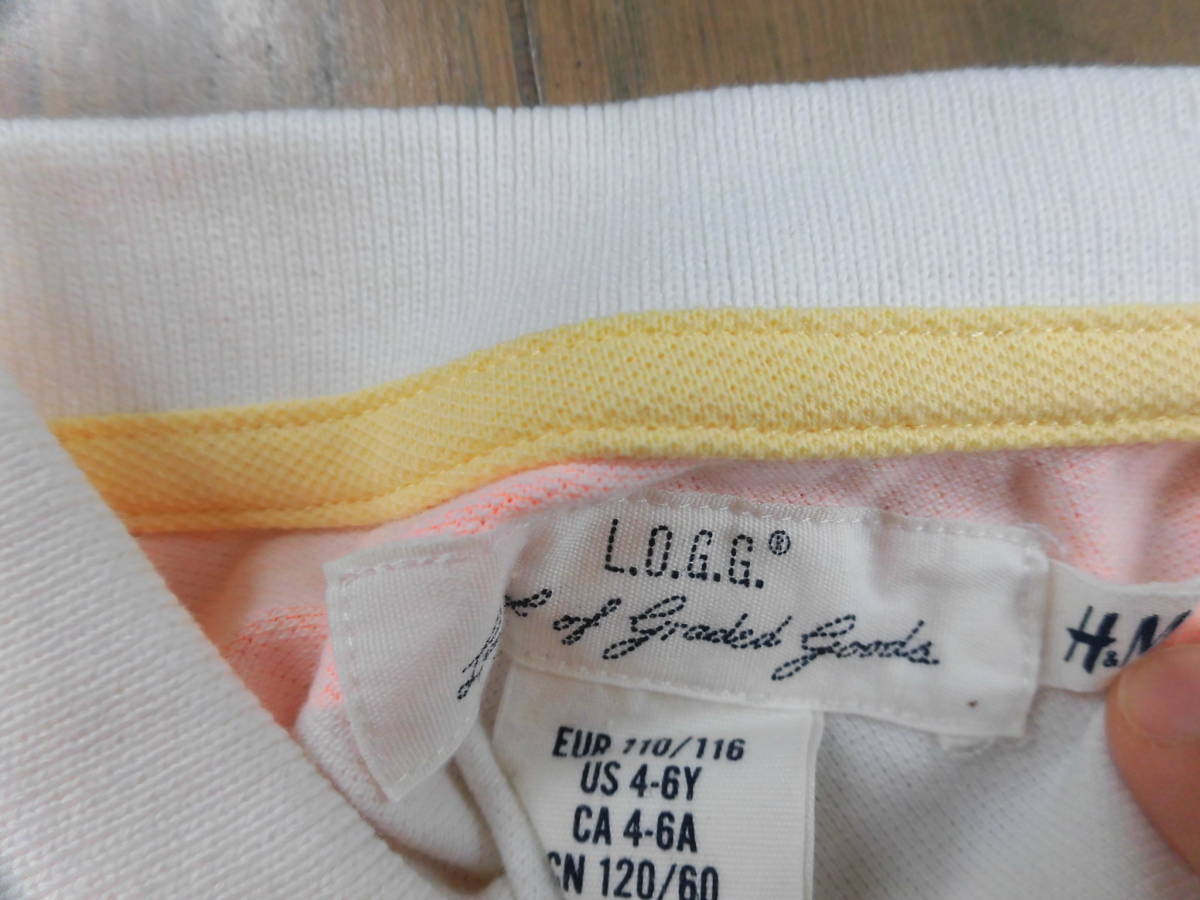 L.O.G.G.®
of Graded Goods.
H&M
EUR 110/116
US 4-6Y
CA 4-6A
CN 120/60